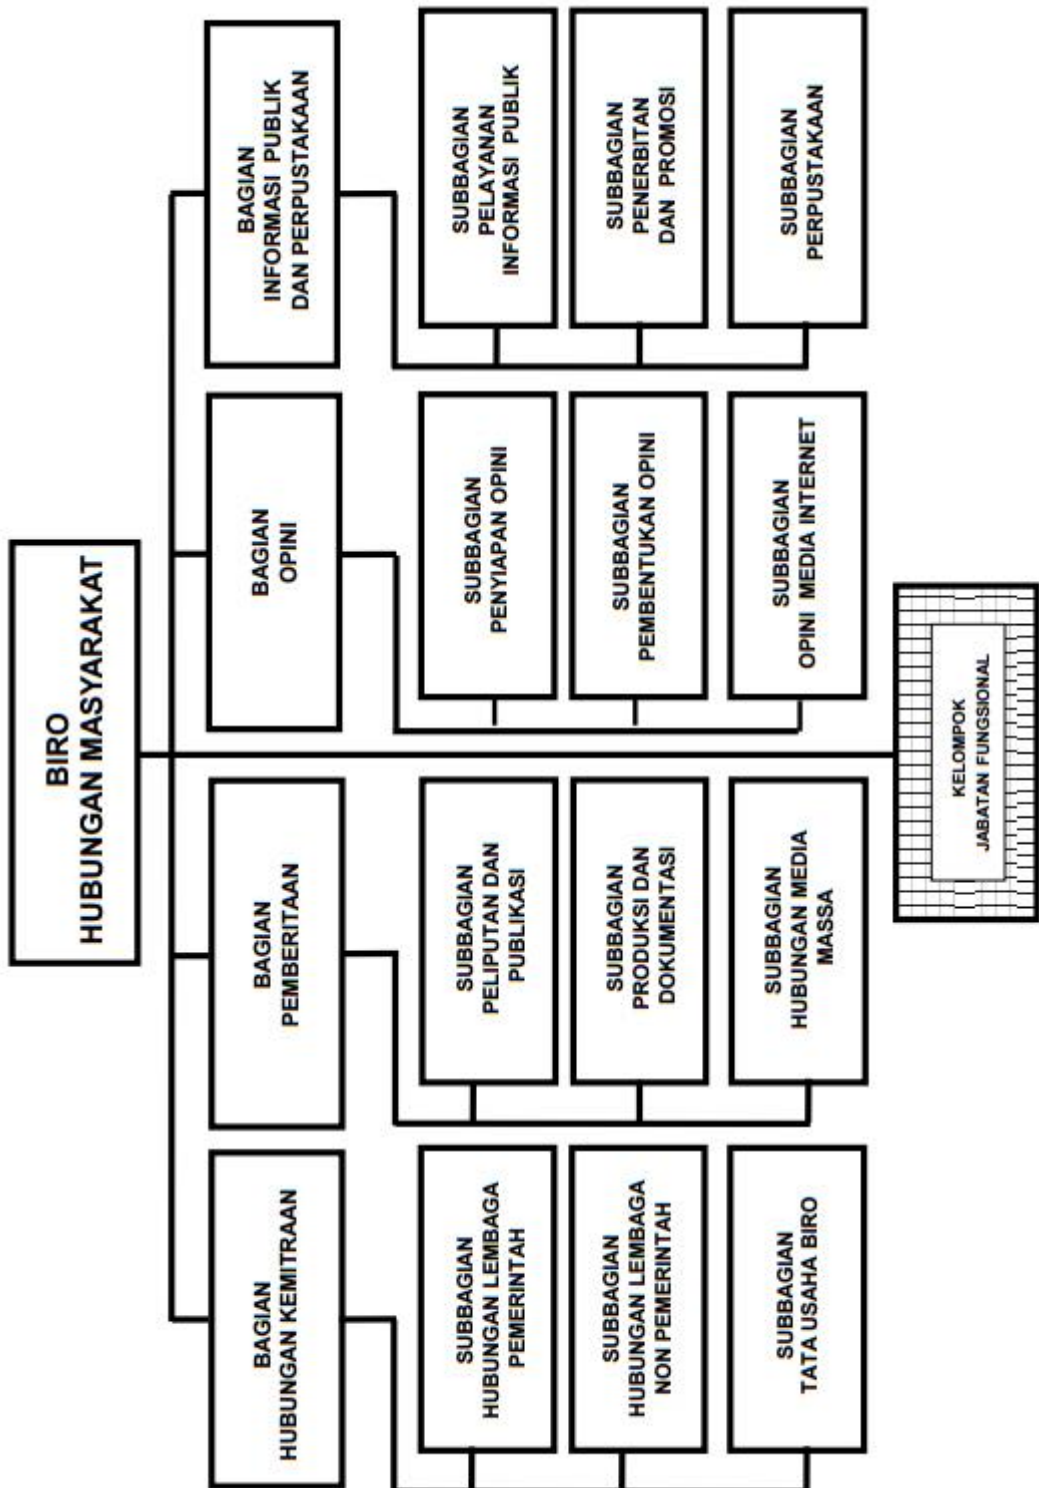 BIRO
HUBUNGAN MASYARAKAT
BAGIAN
HUBUNGAN KEMITRAAN
BAGIAN
PEMBERITAAN
BAGIAN
OPINI
BAGIAN
INFORMASI PUBLIK
DAN PERPUSTAKAAN
SUBBAGIAN
HUBUNGAN LEMBAGA
PEMERINTAH
SUBBAGIAN
PELIPUTAN DAN
PUBLIKASI
SUBBAGIAN
PENYIAPAN OPINI
SUBBAGIAN
PELAYANAN
INFORMASI PUBLIK
SUBBAGIAN
HUBUNGAN LEMBAGA
NON PEMERINTAH
SUBBAGIAN
PRODUKSI DAN
DOKUMENTASI
SUBBAGIAN
PEMBENTUKAN OPINI
SUBBAGIAN
PENERBITAN
DAN PROMOSI
SUBBAGIAN
TATA USAHA BIRO
SUBBAGIAN
HUBUNGAN MEDIA
MASSA
SUBBAGIAN
OPINI MEDIA INTERNET
SUBBAGIAN
PERPUSTAKAAN
KELOMPOK
JABATAN FUNGSIONAL